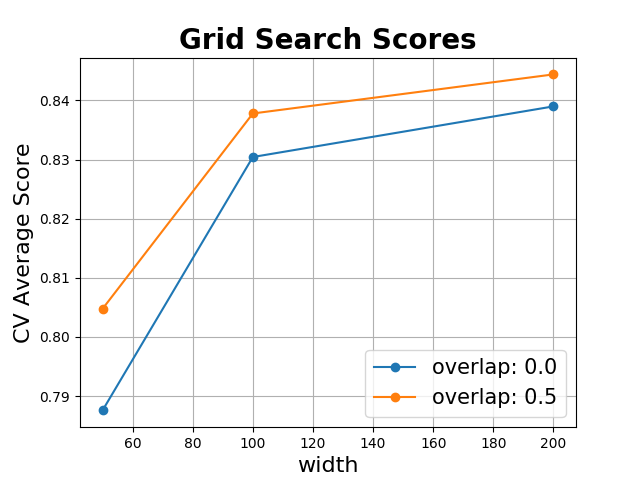 Grid Search Scores
CV Average Score
0.84
0.83
0.82
0.81
0.80
0.79
60 80 100 120 140 160 180 200
width
overlap: 0.0
overlap: 0.5